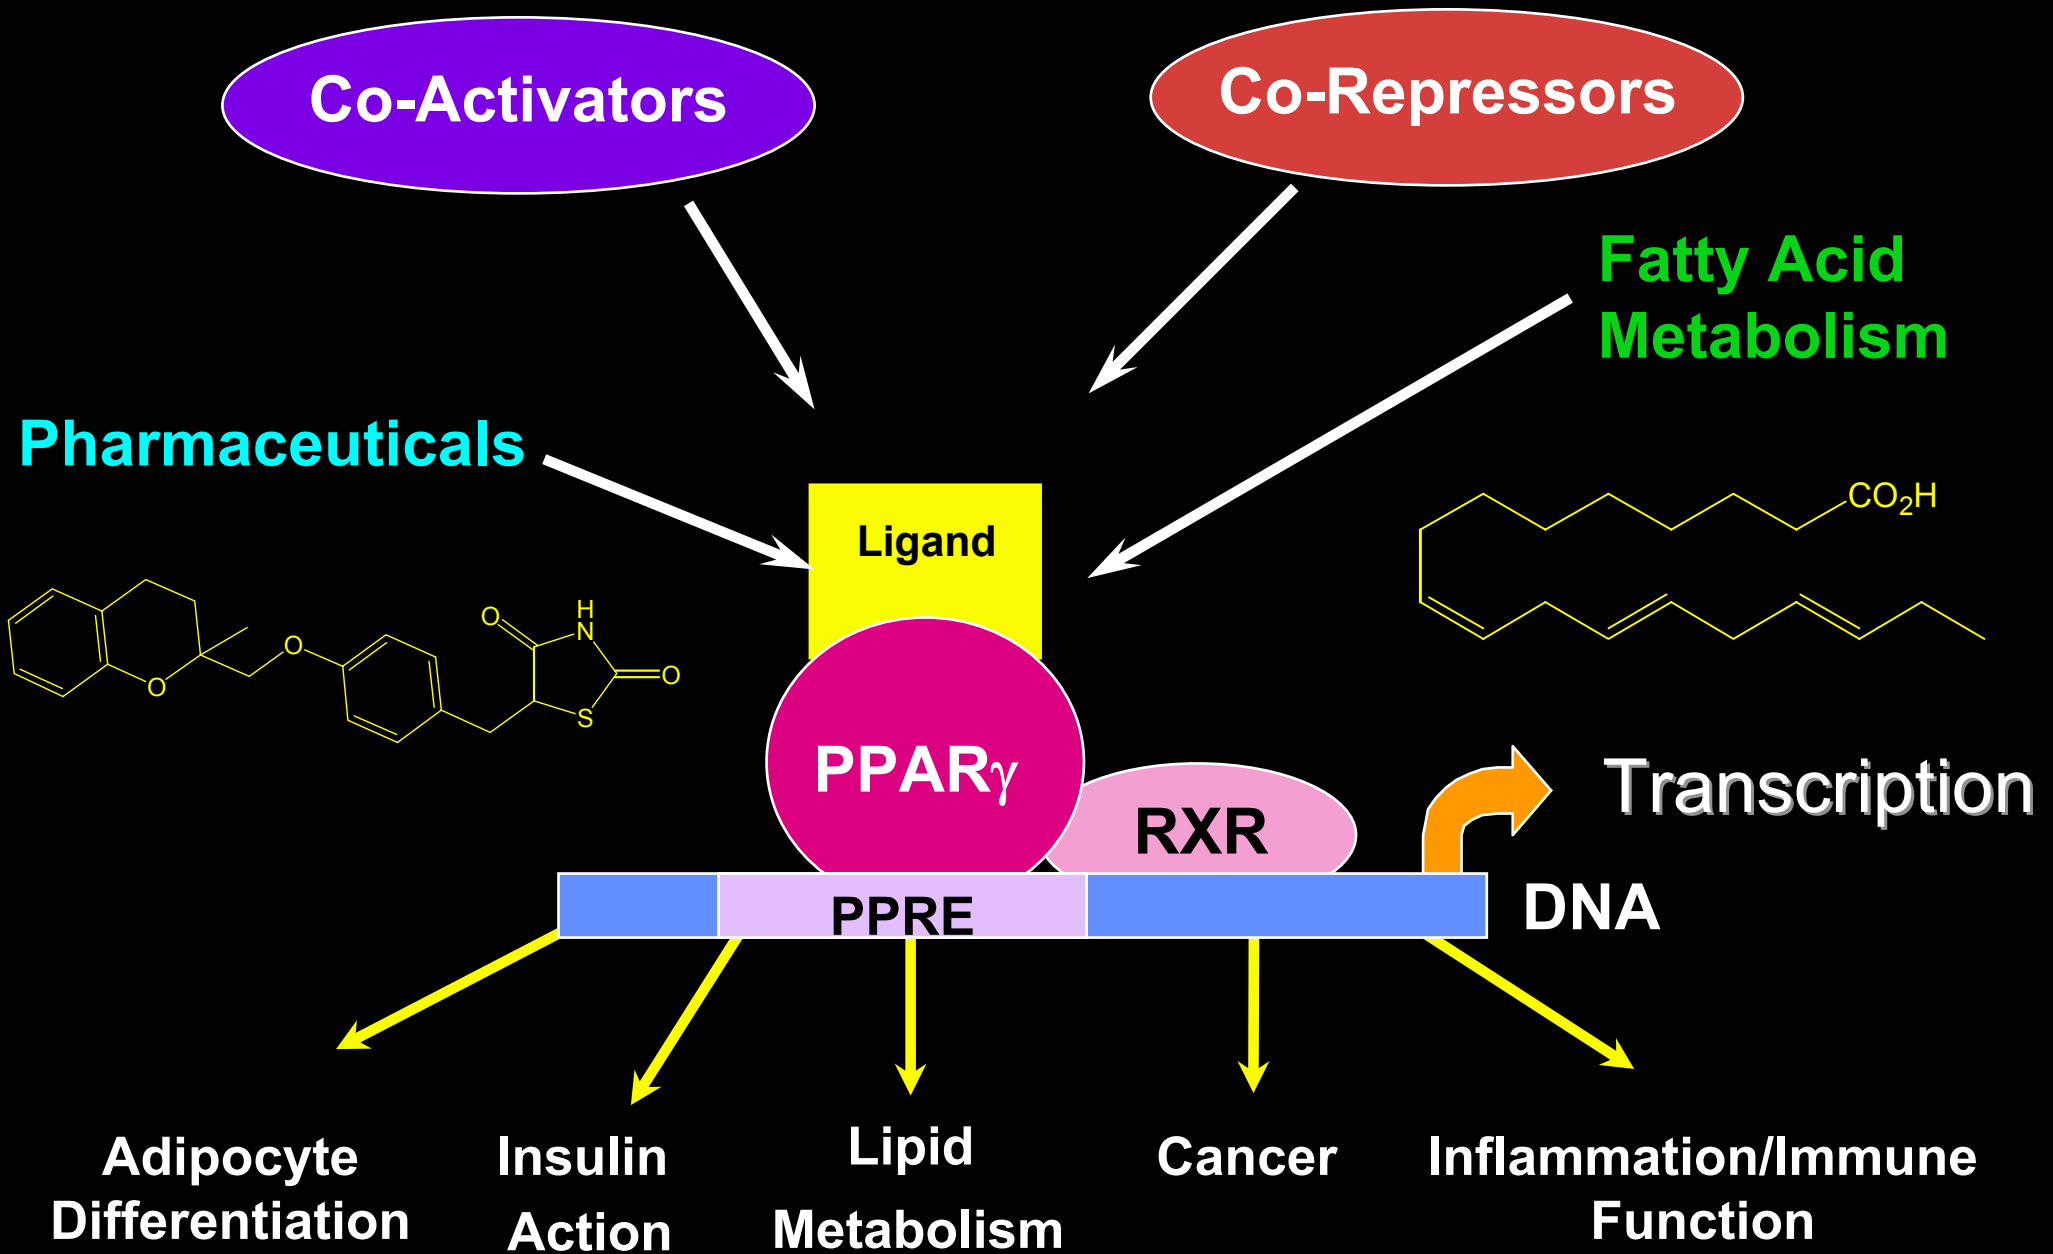 Co-Activators
Co-Repressors
Fatty Acid
Metabolism
Pharmaceuticals
Ligand
CO2H
O
O
O
H
N
O
S
PPARγ
RXR
Transcription
PPRE
DNA
Adipocyte
Differentiation
Insulin
Action
Lipid
Metabolism
Cancer
Inflammation/Immune
Function